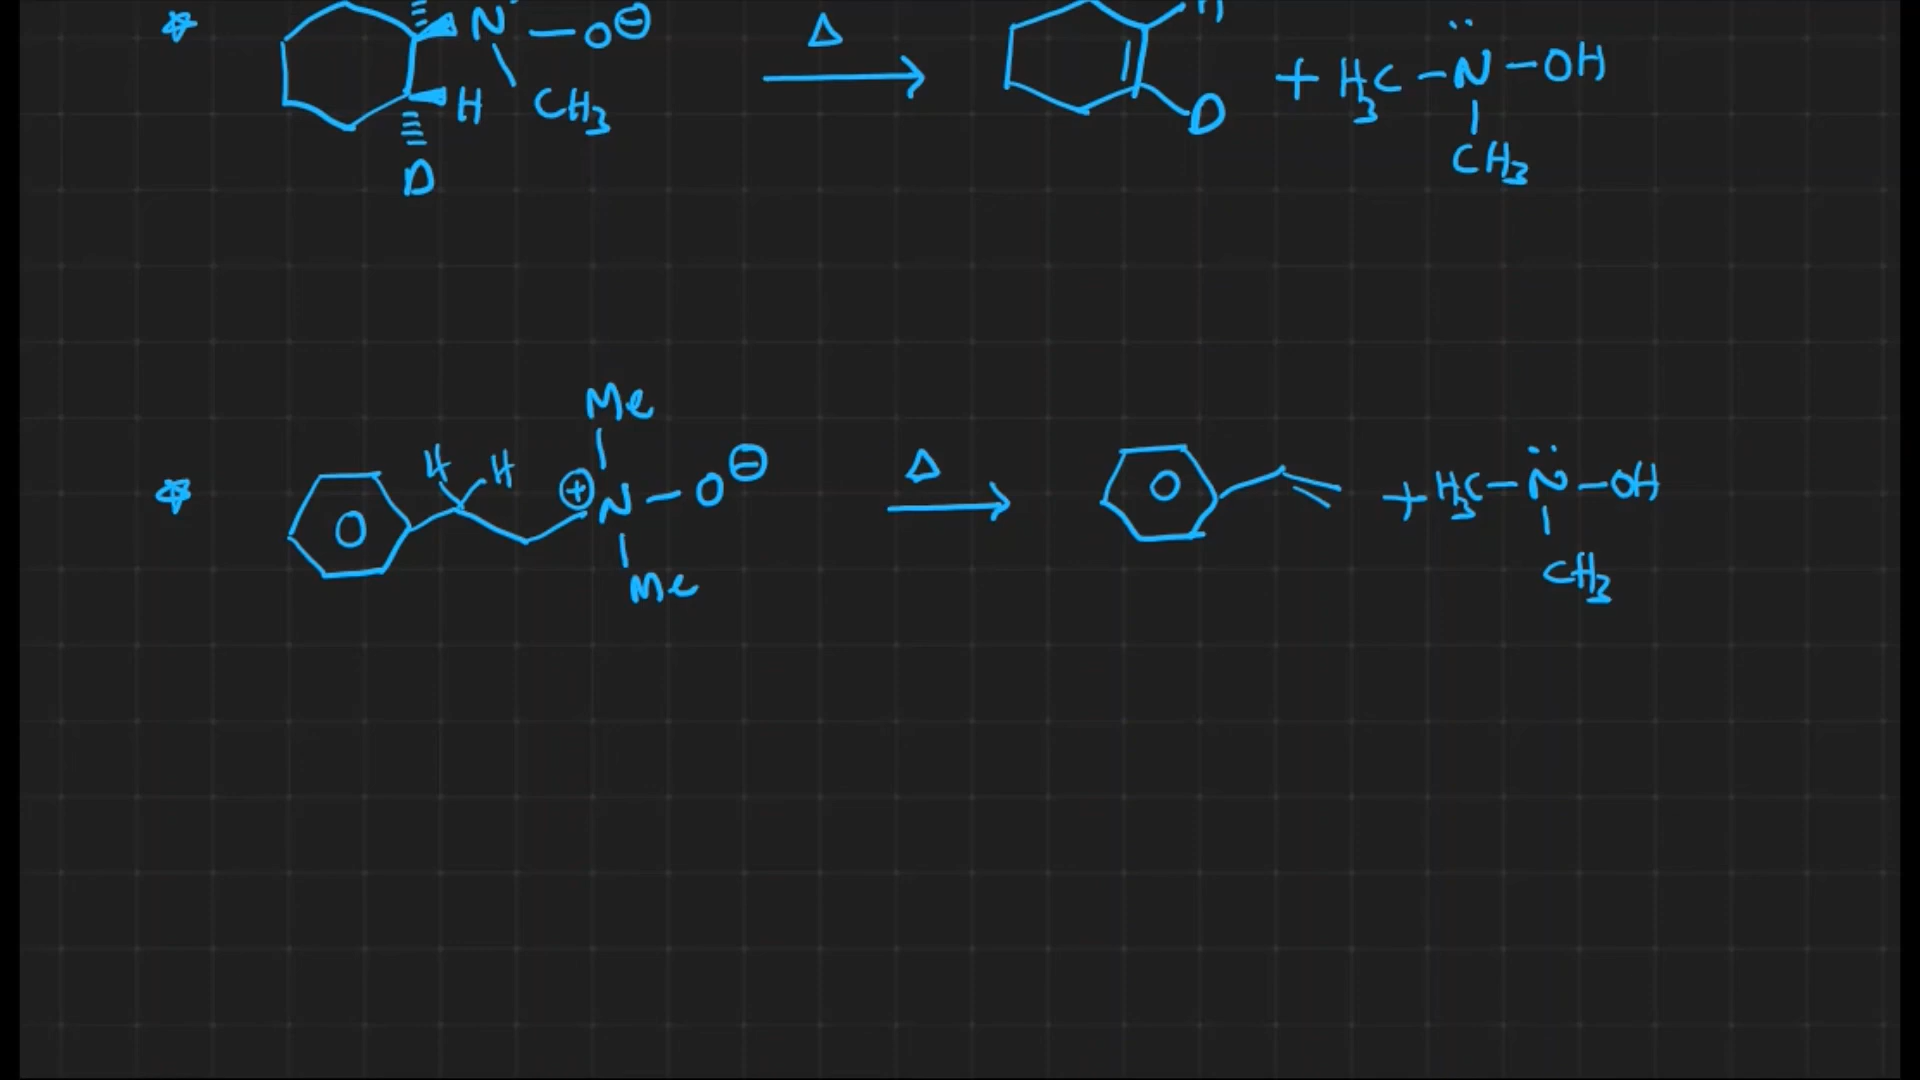 N — O⊖ Δ H
H CH3 D + H3C — N̈ — OH
D CH3
Me
H H ⊕ N — O⊖ Δ + H3C — N̈ — OH
Me CH3